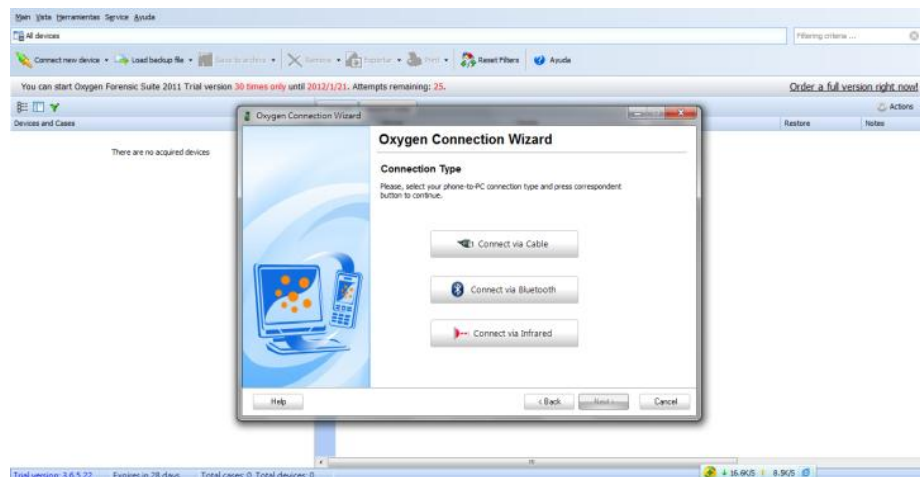 Main Vista Herramientas Service Ayuda
All devices
Filtering criteria ...
Connect new device Load backup file Reset Filters Ayuda
You can start Oxygen Forensic Suite 2011 Trial version 30 times only until 2012/1/21. Attempts remaining: 25.
Order a full version right now!
Actions
Devices and Cases
Restore Notes
There are no acquired devices
Oxygen Connection Wizard
Oxygen Connection Wizard
Connection Type
Please, select your phone-to-PC connection type and press correspondent
button to continue.
Connect via Cable
Connect via Bluetooth
Connect via Infrared
Help
< Back
Next >
Cancel
Trial version: 3.6.5.22 Expires in 28 days Total cases: 0 Total devices: 0
16.6K/S 8.5K/S